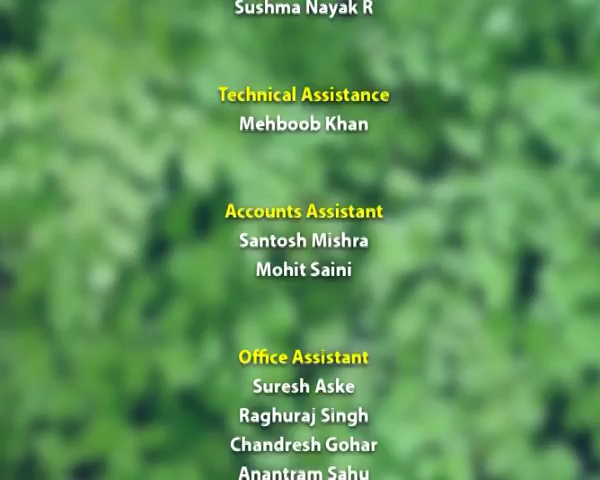 Sushma Nayak R
Technical Assistance
Mehboob Khan
Accounts Assistant
Santosh Mishra
Mohit Saini
Office Assistant
Suresh Aske
Raghuraj Singh
Chandresh Gohar
Anantram Sahu